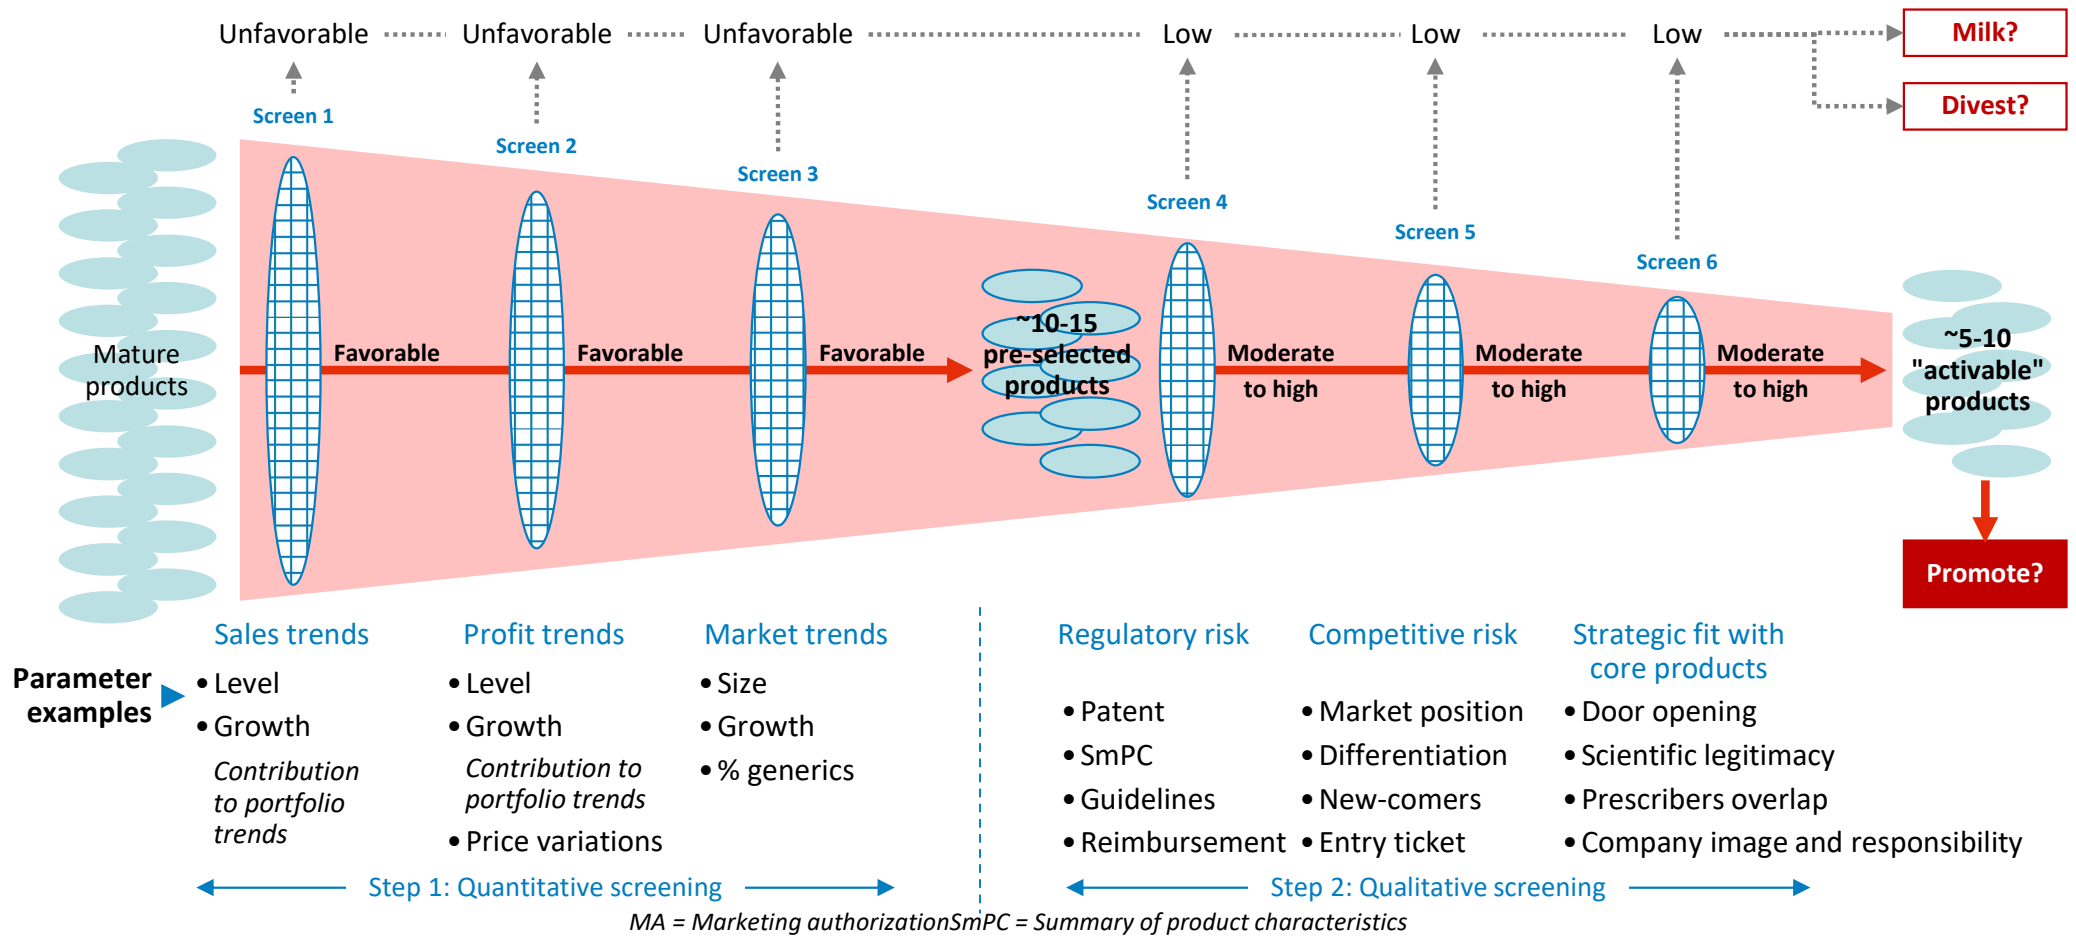 Unfavorable Unfavorable Unfavorable Low Low Low Milk?
Divest?
Screen 1
Screen 2
Screen 3
Screen 4
Screen 5
Screen 6
Mature
products
Favorable Favorable Favorable
~10-15
pre-selected
products
Moderate
to high
Moderate
to high
Moderate
to high
~5-10
"activable"
products
Promote?
Parameter
examples
Sales trends
• Level
• Growth
Contribution
to portfolio
trends
Profit trends
• Level
• Growth
Contribution to
portfolio trends
• Price variations
Market trends
• Size
• Growth
• % generics
Regulatory risk
• Patent
• SmPC
• Guidelines
• Reimbursement
Competitive risk
• Market position
• Differentiation
• New-comers
• Entry ticket
Strategic fit with
core products
• Door opening
• Scientific legitimacy
• Prescribers overlap
• Company image and responsibility
Step 1: Quantitative screening
Step 2: Qualitative screening
MA = Marketing authorizationSmPC = Summary of product characteristics